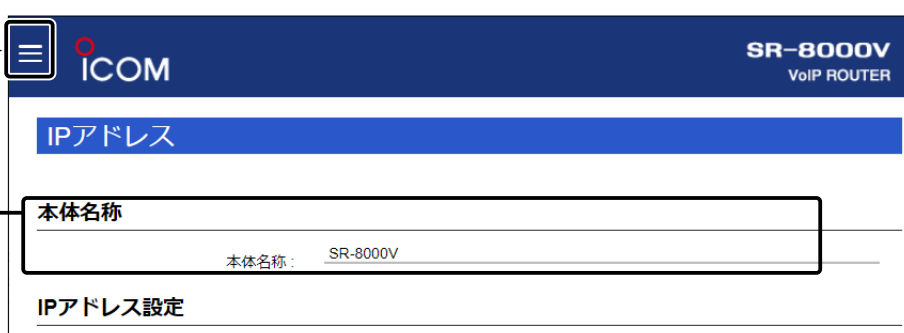 ICOM
SR-8000V
VoIP ROUTER
IPアドレス
本体名称
本体名称 : SR-8000V
IPアドレス設定